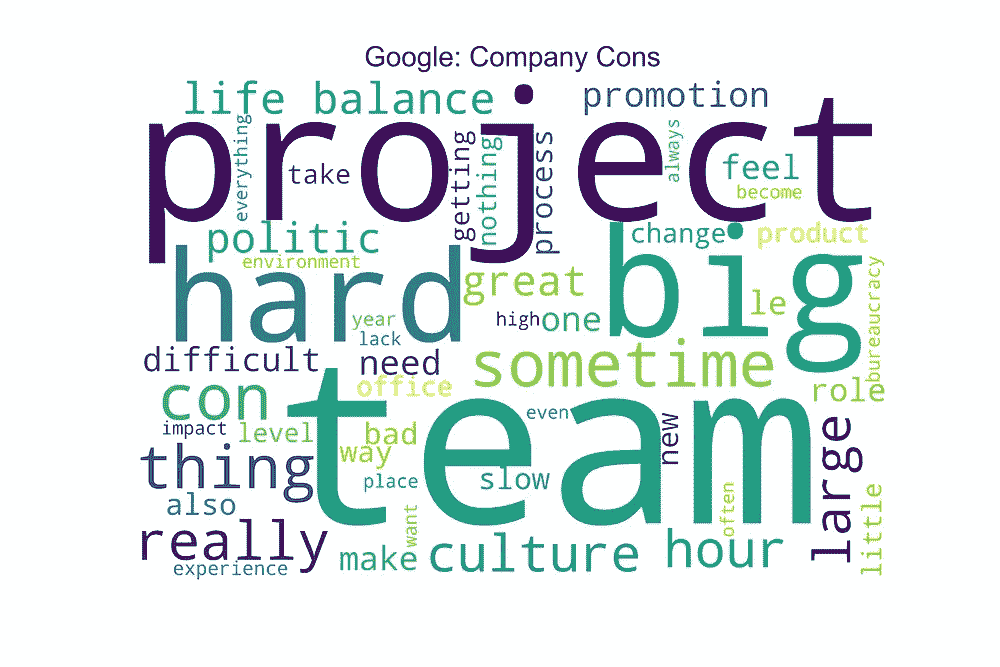 Google: Company Cons
life balance
promotion
project
everything
take
getting
nothing
process
always
feel
become
politic
environment
hard
great
big
change
product
le
bureaucracy
year
lack
high
one
difficult
need
sometime
office
role
con
team
impact
level
bad
way
even
new
large
thing
place
slow
also
want
often
little
really
experience
make
culture
hour